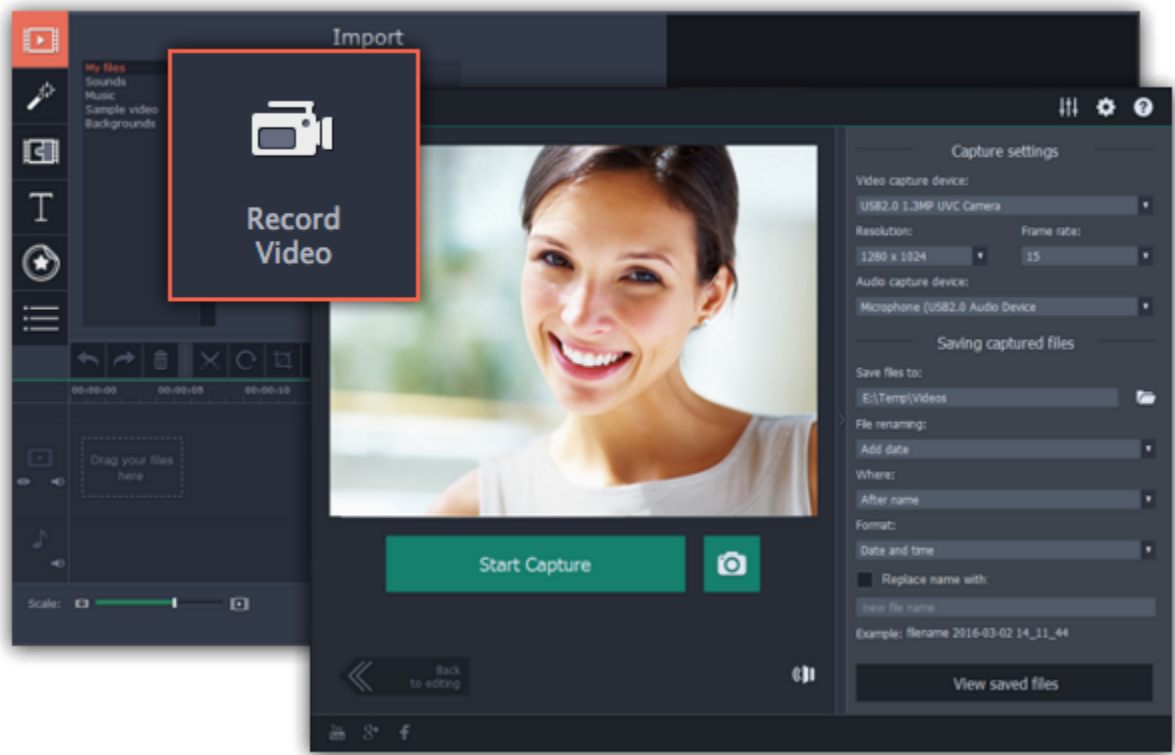 Import
My files
Sounds
Music
Sample video
Backgrounds
Record
Video
00:00:00 00:00:05 00:00:10
Drag your files
here
Scale:
Start Capture
Back
to editing
Capture settings
Video capture device:
USB2.0 1.3MP UVC Camera
Resolution: Frame rate:
1280 x 1024 15
Audio capture device:
Microphone (USB2.0 Audio Device
Saving captured files
Save files to:
E:\Temp\Videos
File renaming:
Add date
Where:
After name
Format:
Date and time
Replace name with:
new file name
Example: filename 2016-03-02 14_11_44
View saved files